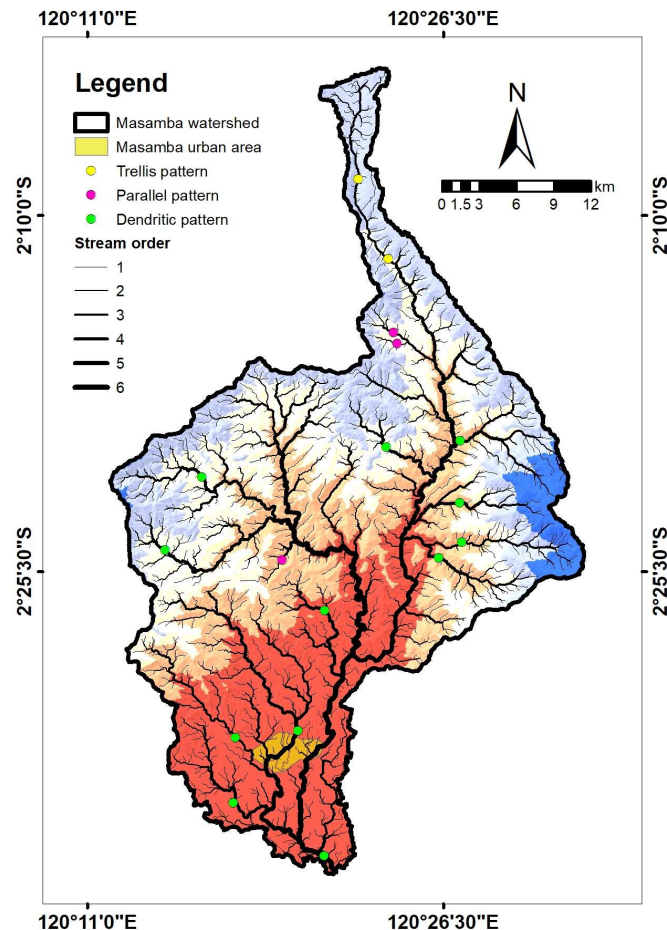 120°11'0"E 120°26'30"E
Legend
Masamba watershed
Masamba urban area
Trellis pattern
Parallel pattern
Dendritic pattern
Stream order
1
2
3
4
5
6
N
km
0 1.5 3 6 9 12
2°10'0"S 2°10'0"S
2°25'30"S 2°25'30"S
120°11'0"E 120°26'30"E